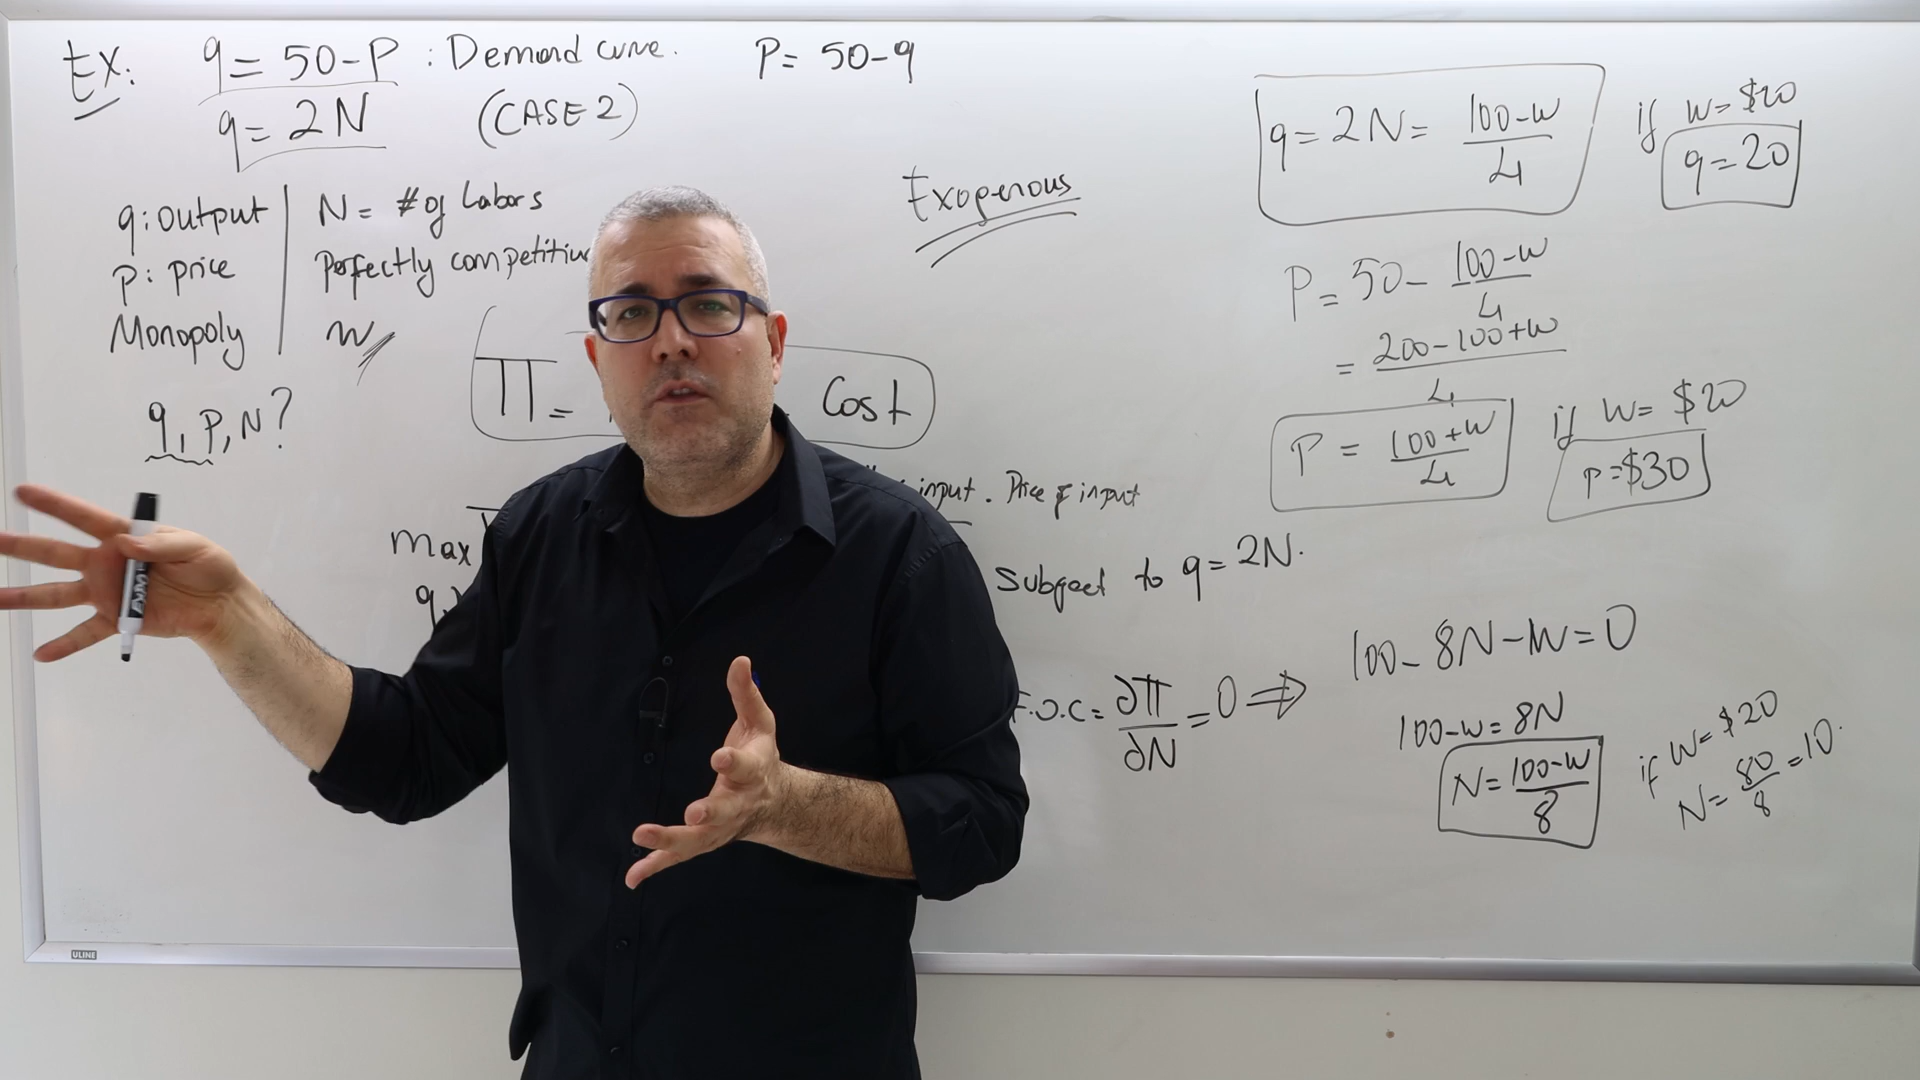 Ex: q = 50-P : Demand curve. P = 50-q
q = 2N (CASE 2)
q: output N = # of Labors
P: price Perfectly competitive
Monopoly w
q, P, N?
Exogenous
Π = Cost
input . Price of input
max
q,
Subject to q = 2N.
F.O.C = ∂Π/∂N = 0 ⇒ 100 - 8N - W = 0
100-w = 8N
N = (100-w)/8 if w = $20
N = 80/8 = 10.
q = 2N = (100-w)/4 if w = $20
q = 20
P = 50 - (100-w)/4
= (200-100+w)/4
P = (100+w)/4 if w = $20
P = $30
EXPO
ULINE